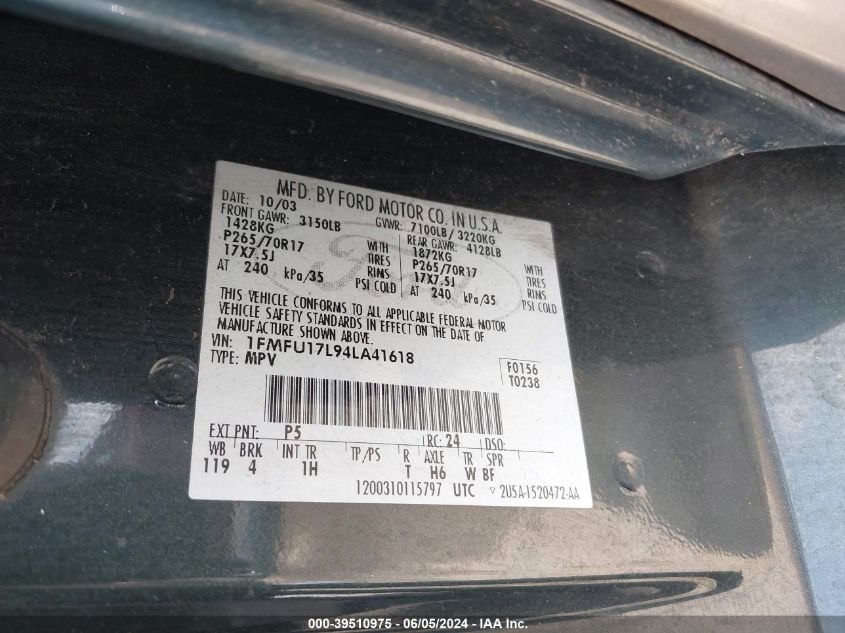 MFD. BY FORD MOTOR CO. IN U.S.A.
DATE: 10/03 GVWR: 7100LB/ 3220KG
FRONT GAWR: 3150LB REAR GAWR: 4128LB
1428KG WITH 1872KG WITH
P265/70R17 TIRES P265/70R17 TIRES
17X7.5J RIMS 17X7.5J RIMS
AT 240 kPa/35 PSI COLD AT 240 kPa/35 PSI COLD
THIS VEHICLE CONFORMS TO ALL APPLICABLE FEDERAL MOTOR
VEHICLE SAFETY STANDARDS IN EFFECT ON THE DATE OF
MANUFACTURE SHOWN ABOVE.
VIN: 1FMFU17L94LA41618 F0156
TYPE: MPV T0238
EXT PNT: P5 RC: 24 DSO:
WB BRK INT TR TP/PS R AXLE TR SPR
119 4 1H T H6 W BF
1200310115797 UTC 2U5A-1520472-AA
000-39510975 - 06/05/2024 - IAA Inc.